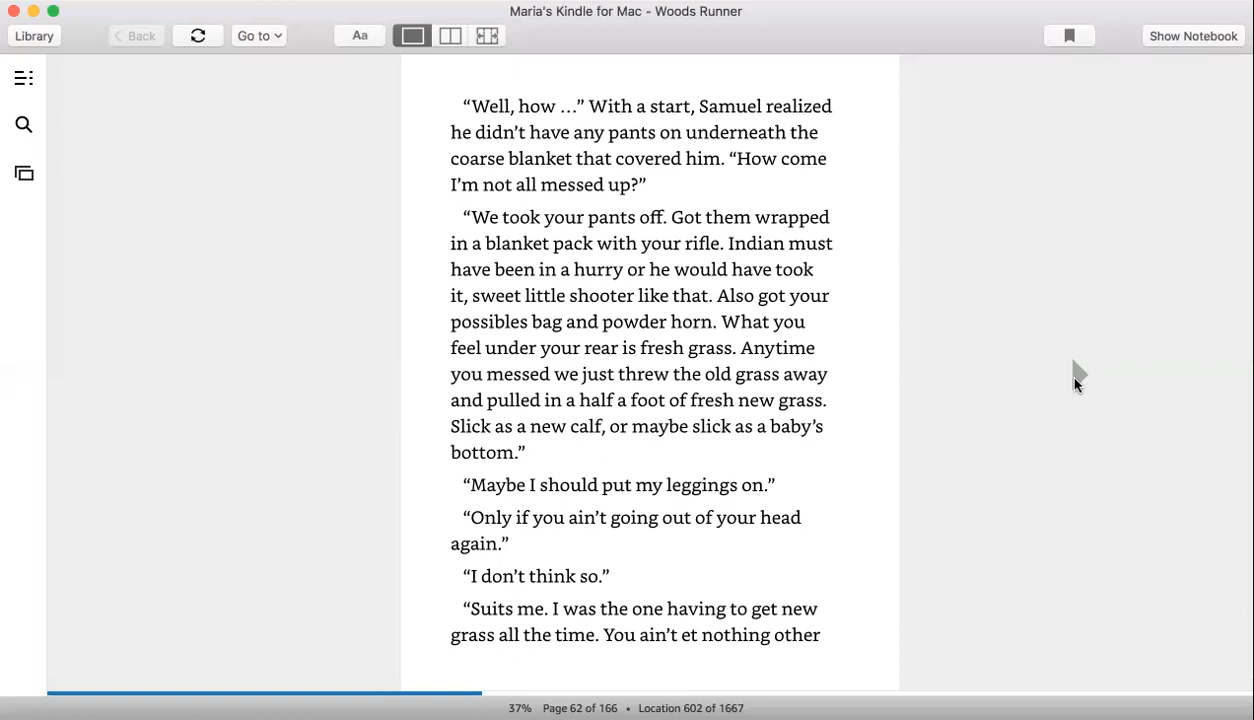 Maria's Kindle for Mac - Woods Runner
Library
Back
Go to
Aa
Show Notebook
“Well, how …” With a start, Samuel realized
he didn’t have any pants on underneath the
coarse blanket that covered him. “How come
I’m not all messed up?”
“We took your pants off. Got them wrapped
in a blanket pack with your rifle. Indian must
have been in a hurry or he would have took
it, sweet little shooter like that. Also got your
possibles bag and powder horn. What you
feel under your rear is fresh grass. Anytime
you messed we just threw the old grass away
and pulled in a half a foot of fresh new grass.
Slick as a new calf, or maybe slick as a baby’s
bottom.”
“Maybe I should put my leggings on.”
“Only if you ain’t going out of your head
again.”
“I don’t think so.”
“Suits me. I was the one having to get new
grass all the time. You ain’t et nothing other
37% Page 62 of 166 • Location 602 of 1667